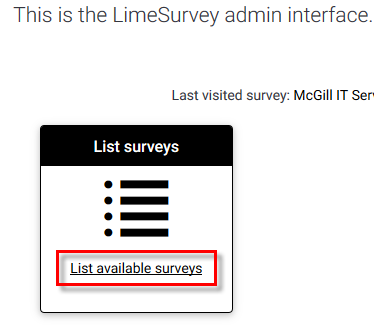 This is the LimeSurvey admin interface.
Last visited survey: McGill IT Ser
List surveys
List available surveys